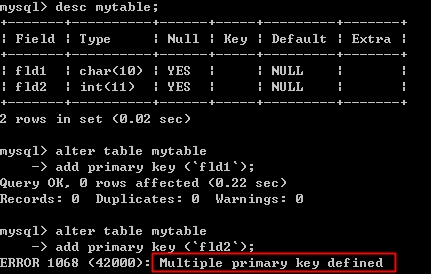 mysql> desc mytable;
+-------+----------+------+-----+---------+-------+
| Field | Type | Null | Key | Default | Extra |
+-------+----------+------+-----+---------+-------+
| fld1 | char(10) | YES | | NULL | |
| fld2 | int(11) | YES | | NULL | |
+-------+----------+------+-----+---------+-------+
2 rows in set (0.02 sec)
mysql> alter table mytable
-> add primary key (`fld1`);
Query OK, 0 rows affected (0.22 sec)
Records: 0 Duplicates: 0 Warnings: 0
mysql> alter table mytable
-> add primary key (`fld2`);
ERROR 1068 (42000): Multiple primary key defined